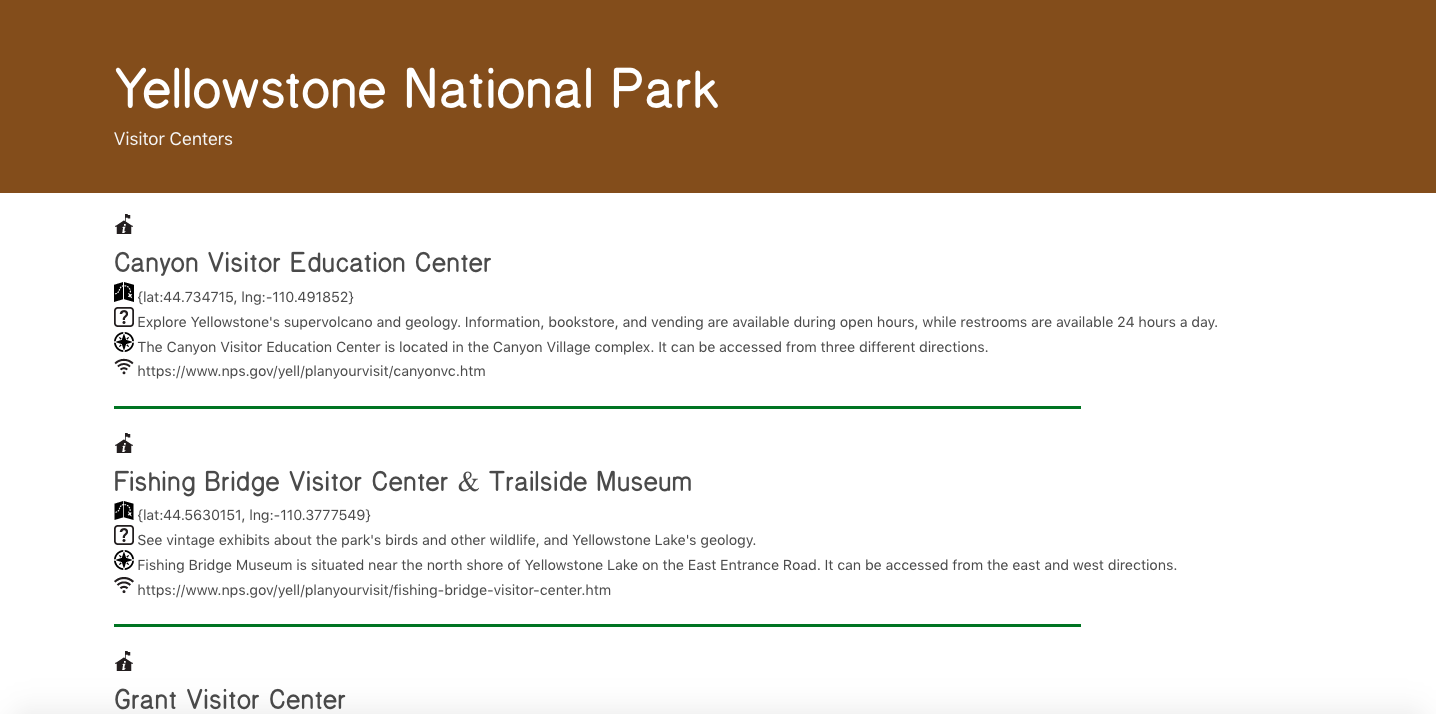 Yellowstone National Park
Visitor Centers
Canyon Visitor Education Center
{lat:44.734715, lng:-110.491852}
Explore Yellowstone's supervolcano and geology. Information, bookstore, and vending are available during open hours, while restrooms are available 24 hours a day.
The Canyon Visitor Education Center is located in the Canyon Village complex. It can be accessed from three different directions.
https://www.nps.gov/yell/planyourvisit/canyonvc.htm
Fishing Bridge Visitor Center & Trailside Museum
{lat:44.5630151, lng:-110.3777549}
See vintage exhibits about the park's birds and other wildlife, and Yellowstone Lake's geology.
Fishing Bridge Museum is situated near the north shore of Yellowstone Lake on the East Entrance Road. It can be accessed from the east and west directions.
https://www.nps.gov/yell/planyourvisit/fishing-bridge-visitor-center.htm
Grant Visitor Center